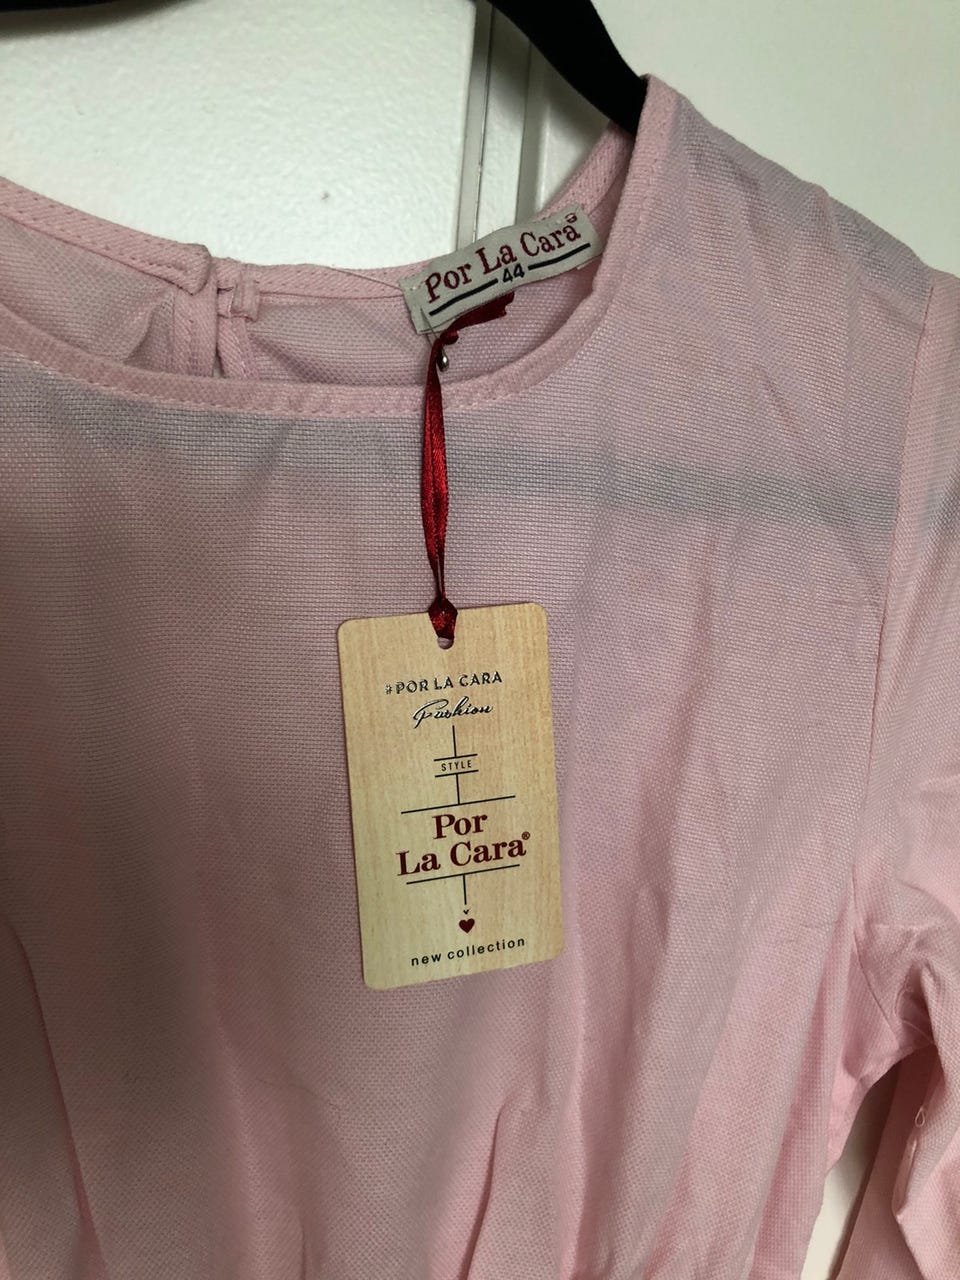 Por La Cara®
44
#POR LA CARA
Fashion
STYLE
Por
La Cara®
new collection